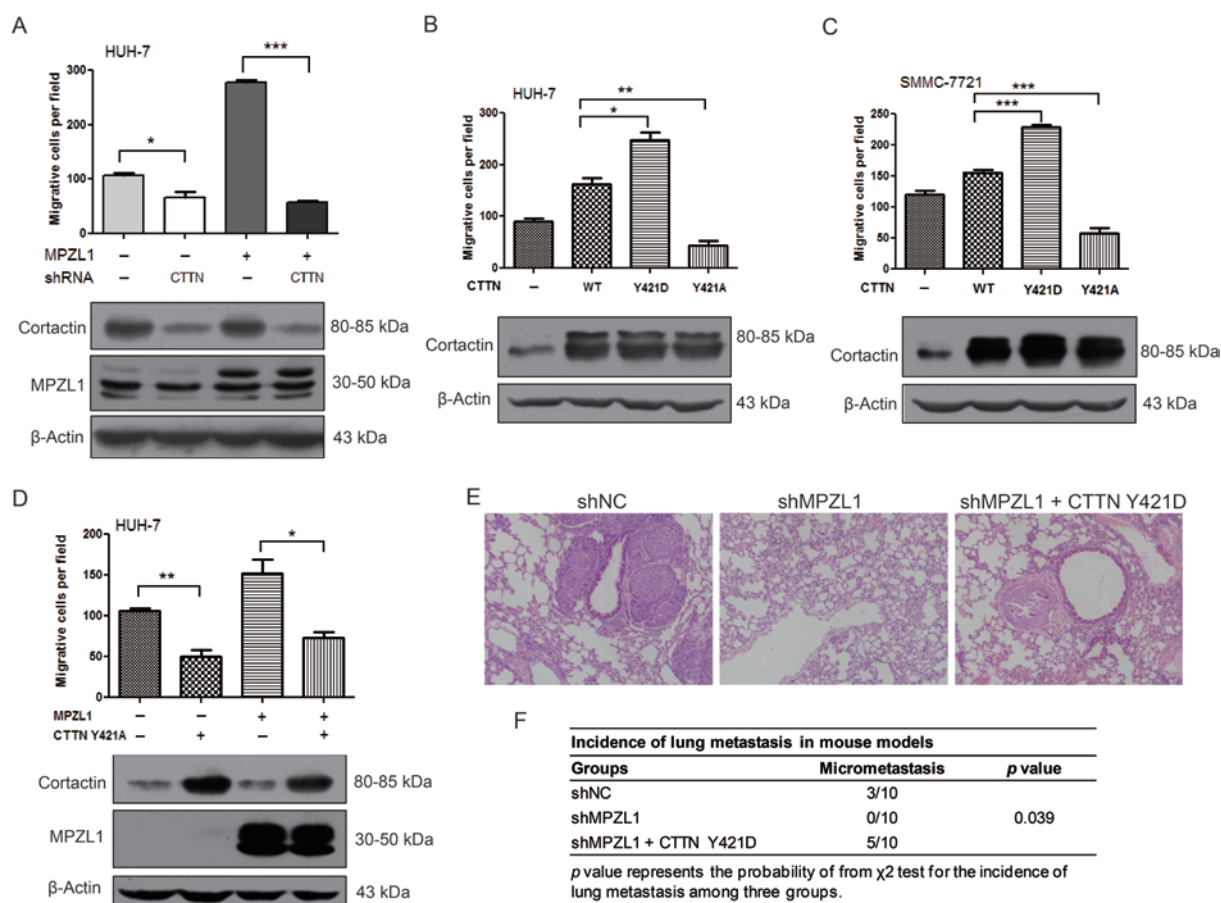 A
HUH-7
***
*
Migrative cells per field
300
200
100
0
MPZL1 – – + +
shRNA – CTTN – CTTN
Cortactin 80-85 kDa
MPZL1 30-50 kDa
β-Actin 43 kDa
B
HUH-7
**
*
Migrative cells per field
300
200
100
0
CTTN – WT Y421D Y421A
Cortactin 80-85 kDa
β-Actin 43 kDa
C
SMMC-7721
***
***
Migrative cells per field
250
200
150
100
50
0
CTTN – WT Y421D Y421A
Cortactin 80-85 kDa
β-Actin 43 kDa
D
HUH-7
*
**
Migrative cells per field
200
150
100
50
0
MPZL1 – – + +
CTTN Y421A – + – +
Cortactin 80-85 kDa
MPZL1 30-50 kDa
β-Actin 43 kDa
E
shNC shMPZL1 shMPZL1 + CTTN Y421D
F
Incidence of lung metastasis in mouse models
Groups Micrometastasis p value
shNC 3/10
shMPZL1 0/10 0.039
shMPZL1 + CTTN Y421D 5/10
p value represents the probability of from χ2 test for the incidence of
lung metastasis among three groups.